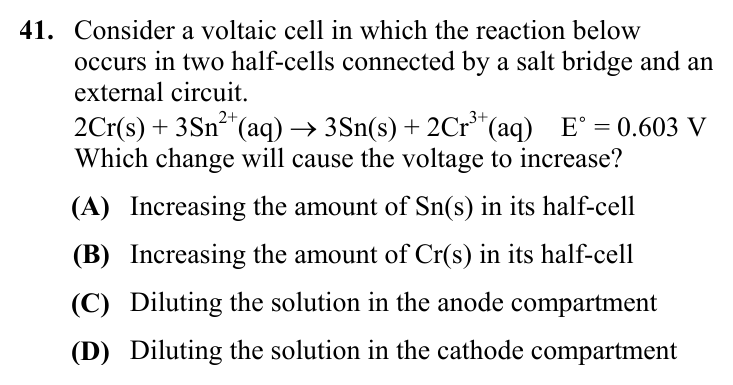 41. Consider a voltaic cell in which the reaction below
occurs in two half-cells connected by a salt bridge and an
external circuit.
2Cr(s) + 3Sn²⁺(aq) → 3Sn(s) + 2Cr³⁺(aq) E° = 0.603 V
Which change will cause the voltage to increase?
(A) Increasing the amount of Sn(s) in its half-cell
(B) Increasing the amount of Cr(s) in its half-cell
(C) Diluting the solution in the anode compartment
(D) Diluting the solution in the cathode compartment